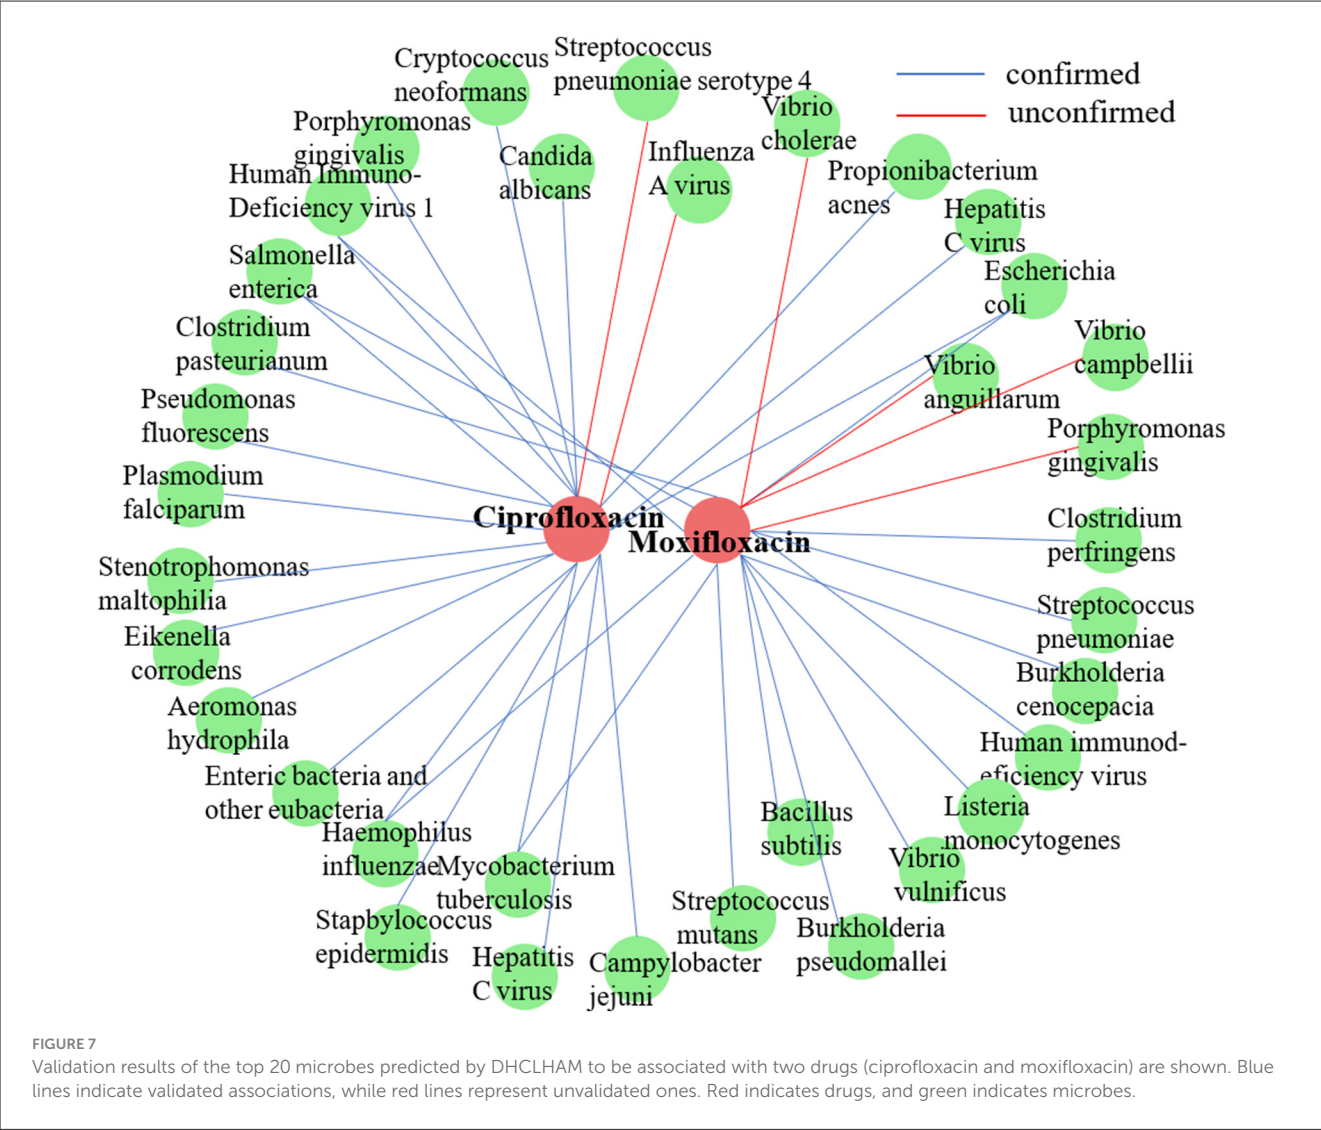 Cryptococcus
neoformans
Streptococcus
pneumoniae serotype 4
confirmed
unconfirmed
Porphyromonas
gingivalis
Candida
albicans
Influenza
A virus
Vibrio
cholerae
Propionibacterium
acnes
Human Immuno-
Deficiency virus 1
Hepatitis
C virus
Salmonella
enterica
Escherichia
coli
Clostridium
pasteurianum
Vibrio
anguillarum
Vibrio
campbellii
Pseudomonas
fluorescens
Porphyromonas
gingivalis
Plasmodium
falciparum
Ciprofloxacin
Moxifloxacin
Clostridium
perfringens
Stenotrophomonas
maltophilia
Streptococcus
pneumoniae
Eikenella
corrodens
Burkholderia
cenocepacia
Aeromonas
hydrophila
Human immunod-
eficiency virus
Enteric bacteria and
other eubacteria
Listeria
monocytogenes
Haemophilus
influenzae
Bacillus
subtilis
Mycobacterium
tuberculosis
Vibrio
vulnificus
Stapbylococcus
epidermidis
Streptococcus
mutans
Burkholderia
pseudomallei
Hepatitis
C virus
Campylobacter
jejuni
FIGURE 7
Validation results of the top 20 microbes predicted by DHCLHAM to be associated with two drugs (ciprofloxacin and moxifloxacin) are shown. Blue
lines indicate validated associations, while red lines represent unvalidated ones. Red indicates drugs, and green indicates microbes.